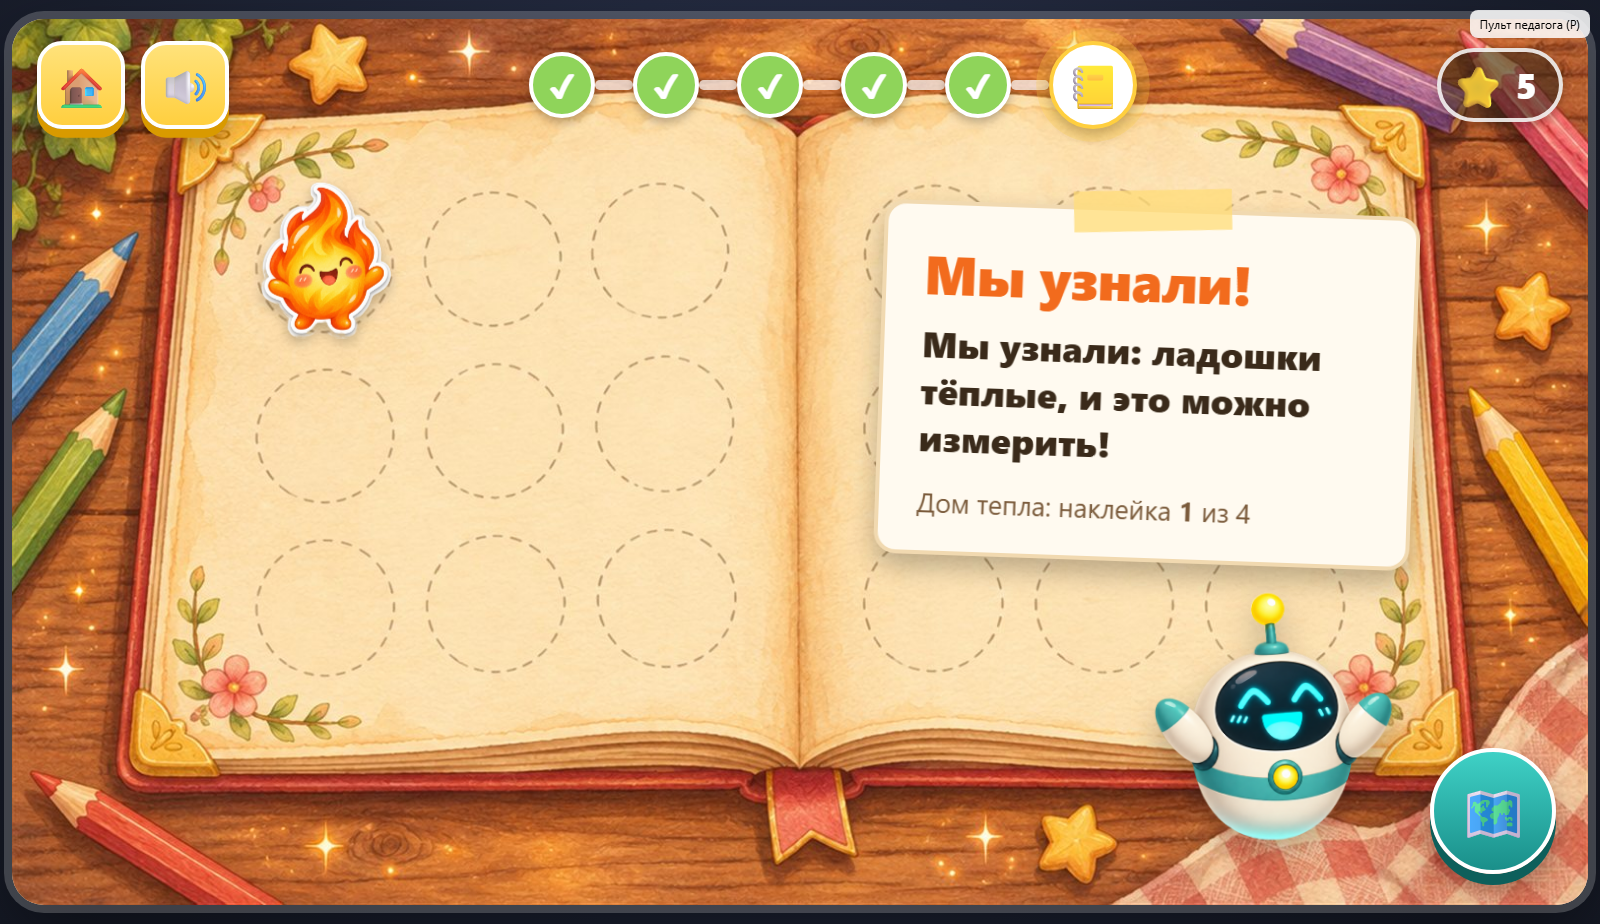 Пульт педагога (P)
5
Мы узнали!
Мы узнали: ладошки
тёплые, и это можно
измерить!
Дом тепла: наклейка 1 из 4